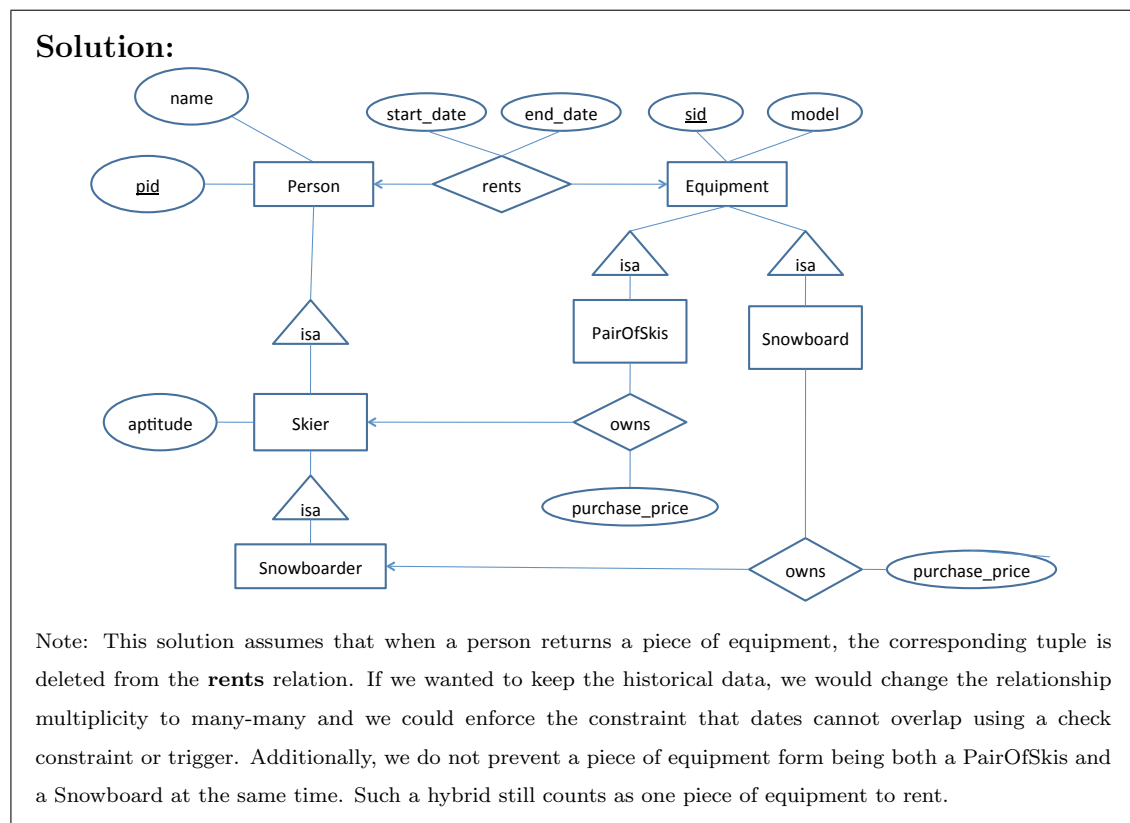 Solution:
name
start_date
end_date
sid
model
pid
Person
rents
Equipment
isa
isa
isa
PairOfSkis
Snowboard
aptitude
Skier
owns
isa
purchase_price
Snowboarder
owns
purchase_price
Note: This solution assumes that when a person returns a piece of equipment, the corresponding tuple is
deleted from the rents relation. If we wanted to keep the historical data, we would change the relationship
multiplicity to many-many and we could enforce the constraint that dates cannot overlap using a check
constraint or trigger. Additionally, we do not prevent a piece of equipment form being both a PairOfSkis and
a Snowboard at the same time. Such a hybrid still counts as one piece of equipment to rent.